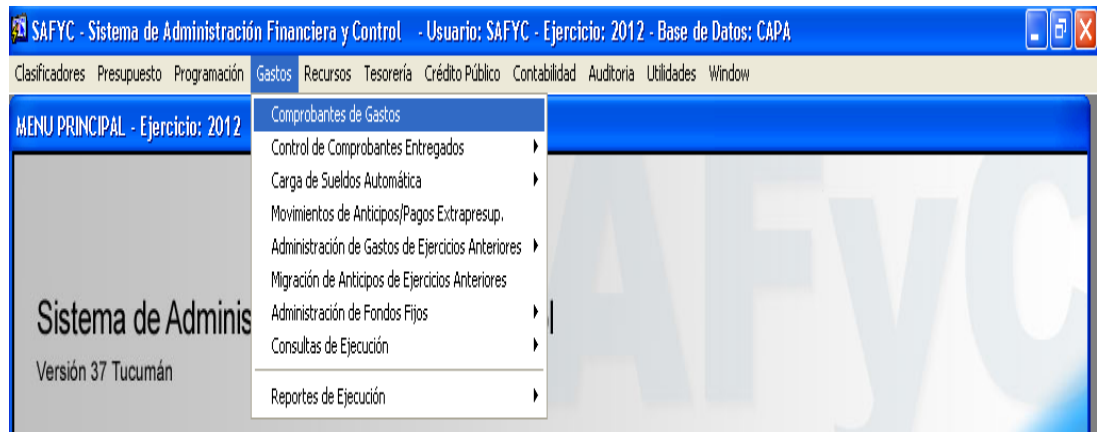 SAFYC - Sistema de Administración Financiera y Control - Usuario: SAFYC - Ejercicio: 2012 - Base de Datos: CAPA
Clasificadores Presupuesto Programación Gastos Recursos Tesorería Crédito Público Contabilidad Auditoria Utilidades Window
MENU PRINCIPAL - Ejercicio: 2012
Comprobantes de Gastos
Control de Comprobantes Entregados
Carga de Sueldos Automática
Movimientos de Anticipos/Pagos Extrapresup.
Administración de Gastos de Ejercicios Anteriores
Migración de Anticipos de Ejercicios Anteriores
Administración de Fondos Fijos
Consultas de Ejecución
Reportes de Ejecución
SAFyC
Sistema de Adminis l
Versión 37 Tucumán